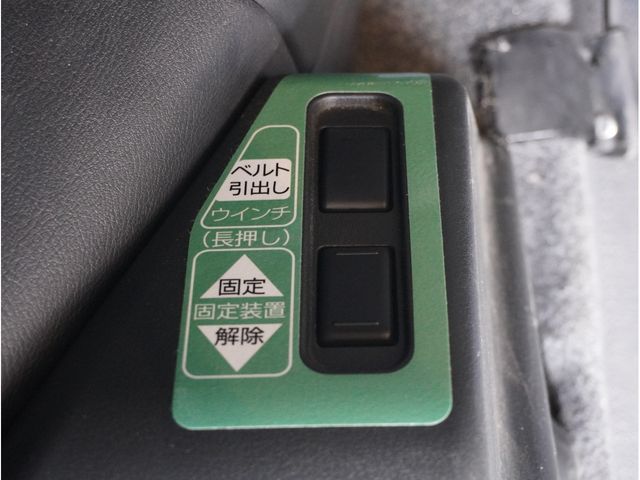 ベルト
引出し
ウインチ
(長押し)
固定
固定装置
解除